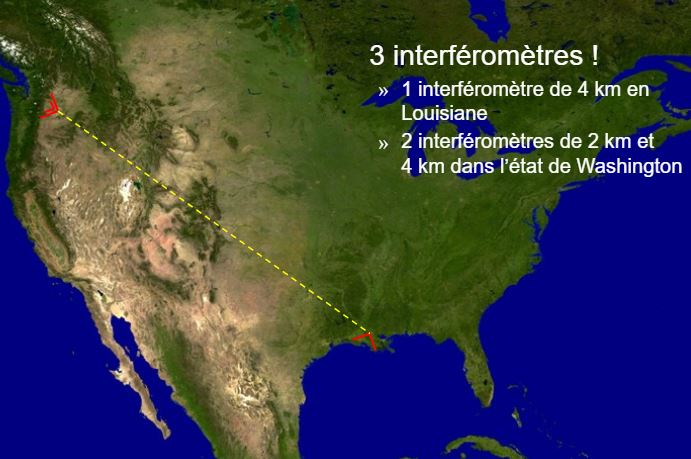 3 interféromètres !
» 1 interféromètre de 4 km en
Louisiane
» 2 interféromètres de 2 km et
4 km dans l’état de Washington